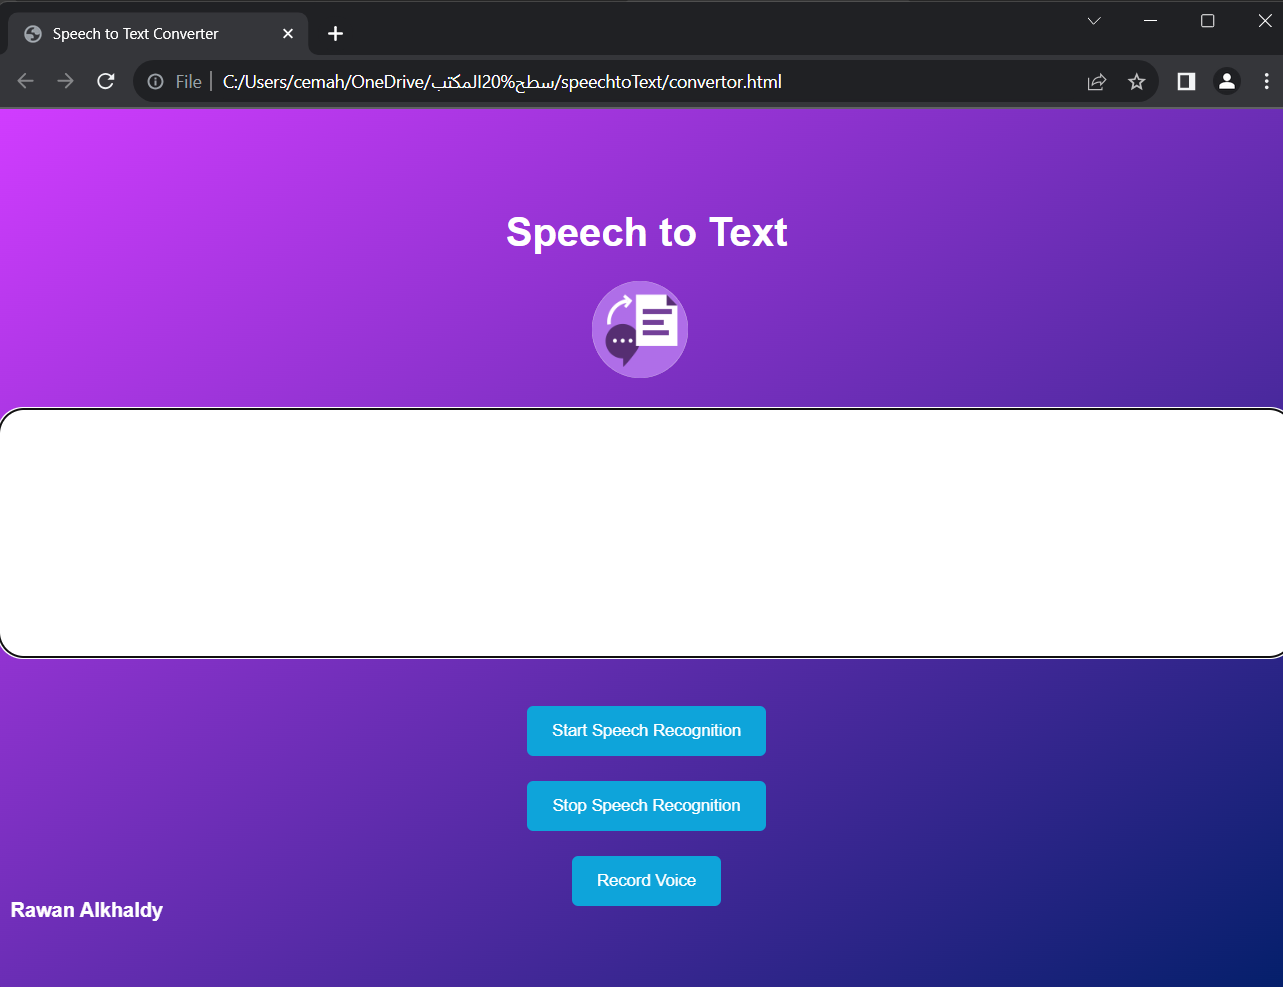 Speech to Text Converter
File C:/Users/cemah/OneDrive/سطح%20المكتب/speechtoText/convertor.html
Speech to Text
Start Speech Recognition
Stop Speech Recognition
Record Voice
Rawan Alkhaldy